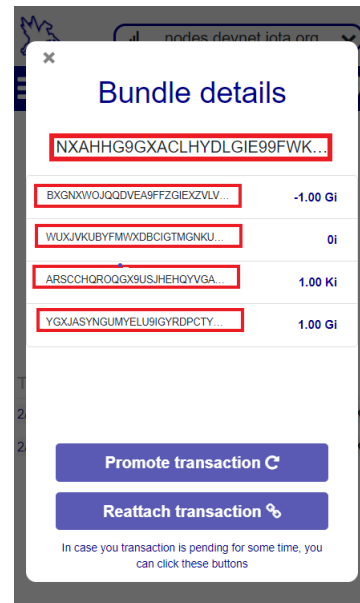 nodes.devnet.iota.org
×
Bundle details
NXAHHG9GXACLHYDLGIE99FWK...
BXGNXWOJQQDVEA9FFZGIEXZVLV... -1.00 Gi
WUXJVKUBYFMWXDBCIGTMGNKU... 0i
ARSCCHQROQGX9USJHEHQYVGA... 1.00 Ki
YGXJASYNGUMYELU9IGYRDPCTY... 1.00 Gi
Promote transaction
Reattach transaction
In case you transaction is pending for some time, you
can click these buttons